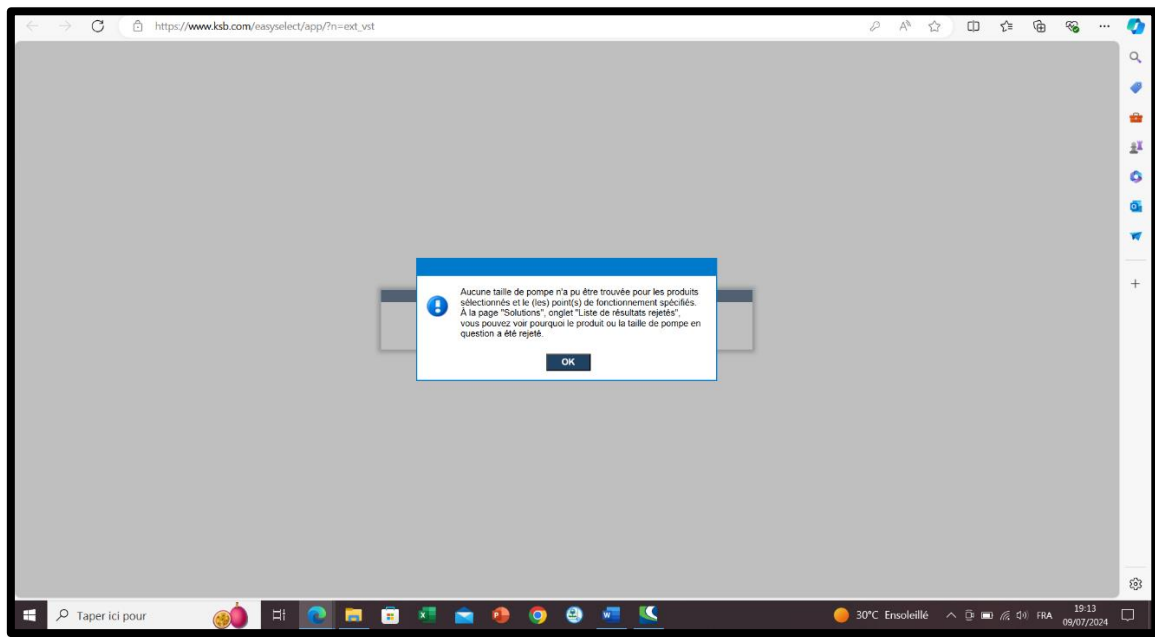 https://www.ksb.com/easyselect/app/?n=ext_vst
Aucune taille de pompe n'a pu être trouvée pour les produits
sélectionnés et le (les) point(s) de fonctionnement spécifiés.
À la page "Solutions", onglet "Liste de résultats rejetés",
vous pouvez voir pourquoi le produit ou la taille de pompe en
question a été rejeté.
OK
Taper ici pour
30°C Ensoleillé
FRA
19:13
09/07/2024